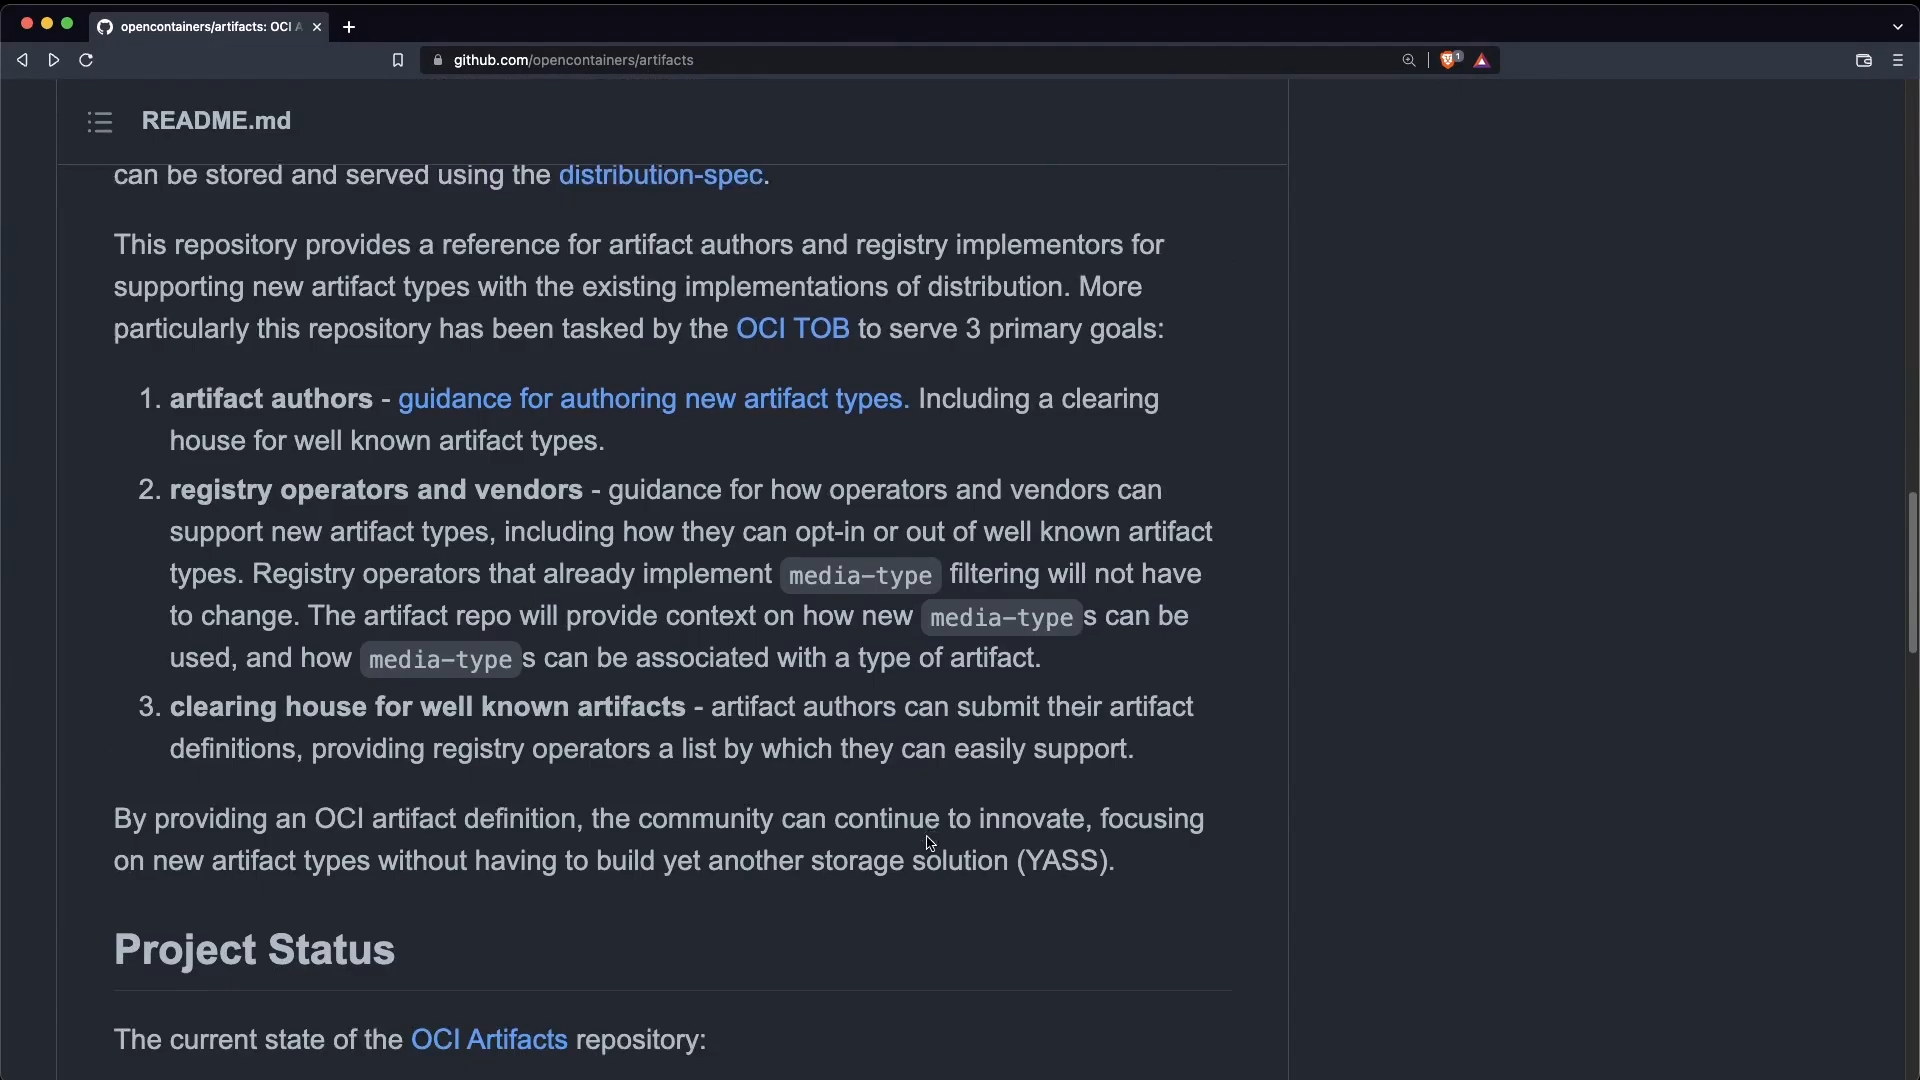 opencontainers/artifacts: OCI A
github.com/opencontainers/artifacts
1
README.md
can be stored and served using the distribution-spec.
This repository provides a reference for artifact authors and registry implementors for
supporting new artifact types with the existing implementations of distribution. More
particularly this repository has been tasked by the OCI TOB to serve 3 primary goals:
1. artifact authors - guidance for authoring new artifact types. Including a clearing
house for well known artifact types.
2. registry operators and vendors - guidance for how operators and vendors can
support new artifact types, including how they can opt-in or out of well known artifact
types. Registry operators that already implement media-type filtering will not have
to change. The artifact repo will provide context on how new media-type s can be
used, and how media-type s can be associated with a type of artifact.
3. clearing house for well known artifacts - artifact authors can submit their artifact
definitions, providing registry operators a list by which they can easily support.
By providing an OCI artifact definition, the community can continue to innovate, focusing
on new artifact types without having to build yet another storage solution (YASS).
Project Status
The current state of the OCI Artifacts repository: